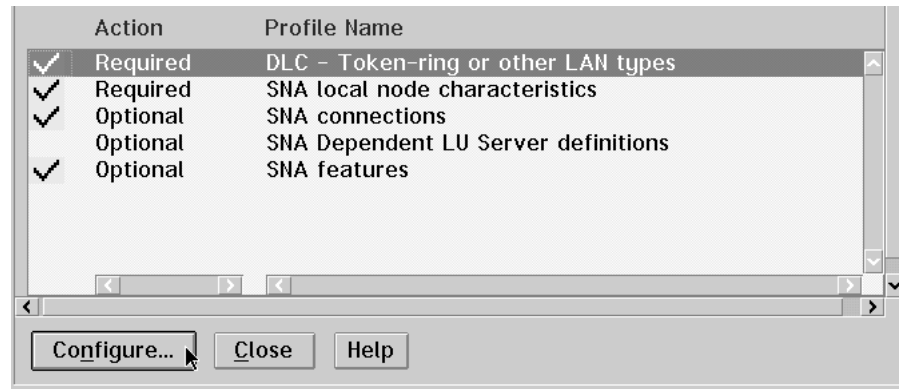 Action Profile Name
Required DLC - Token-ring or other LAN types
Required SNA local node characteristics
Optional SNA connections
Optional SNA Dependent LU Server definitions
Optional SNA features
Configure... Close Help